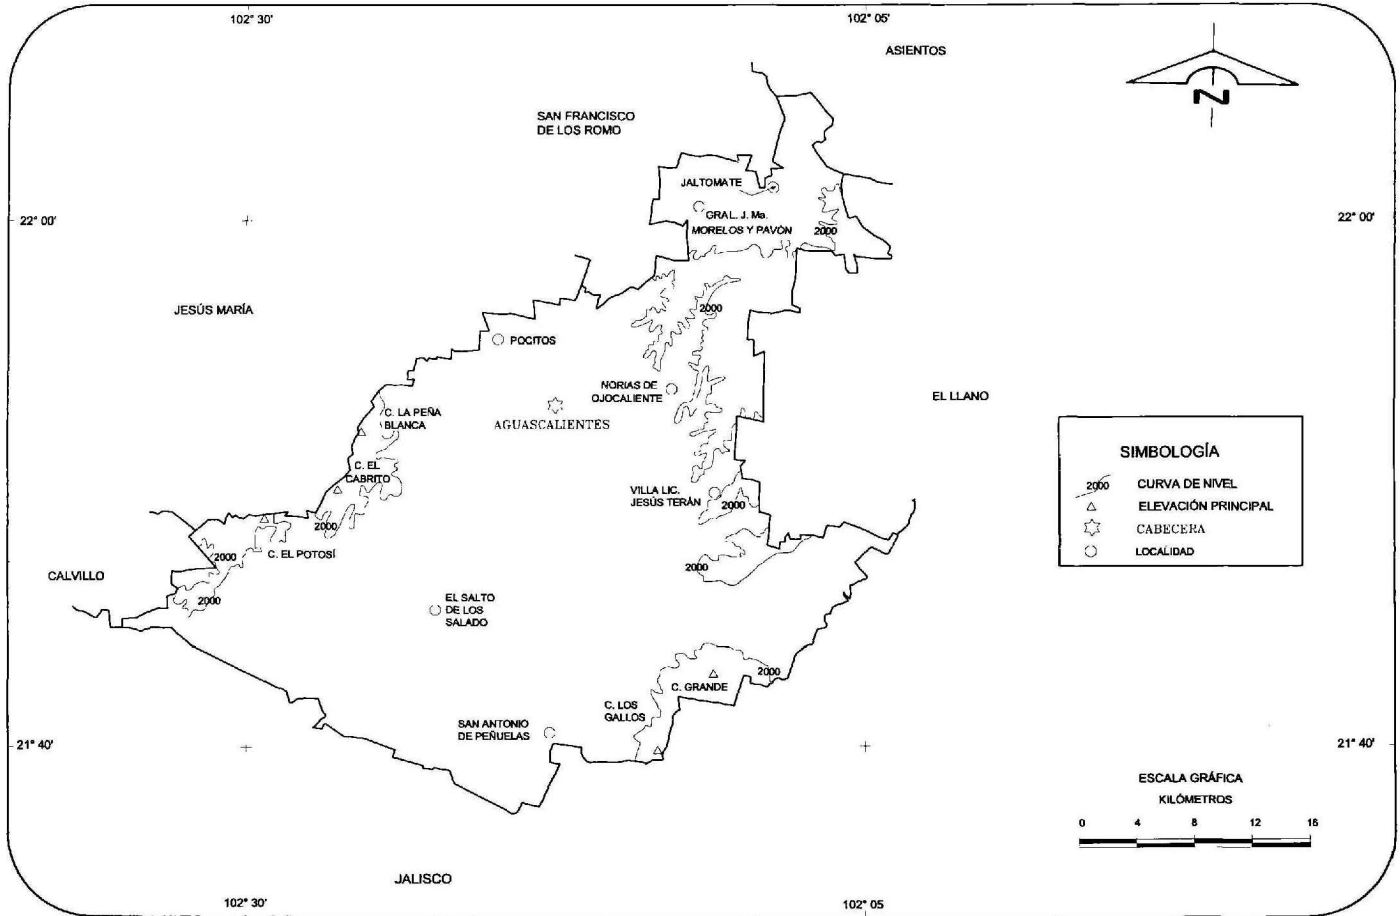 102° 30'
102° 05'
ASIENTOS
SAN FRANCISCO
DE LOS ROMO
N
JALTOMATE
GRAL. J. Ma.
MORELOS Y PAVÓN
2000
22° 00'
22° 00'
JESÚS MARÍA
2000
POCITOS
NORIAS DE
OJOCALIENTE
EL LLANO
C. LA PEÑA
BLANCA
AGUASCALIENTES
C. EL
CABRITO
VILLA LIC.
JESÚS TERÁN
2000
2000
C. EL POTOSÍ
2000
2000
CALVILLO
2000
EL SALTO
DE LOS
SALADO
2000
C. GRANDE
C. LOS
GALLOS
SAN ANTONIO
DE PEÑUELAS
21° 40'
21° 40'
SIMBOLOGÍA
2000 CURVA DE NIVEL
ELEVACIÓN PRINCIPAL
CABECERA
LOCALIDAD
ESCALA GRÁFICA
KILÓMETROS
0 4 8 12 16
JALISCO
102° 30'
102° 05'